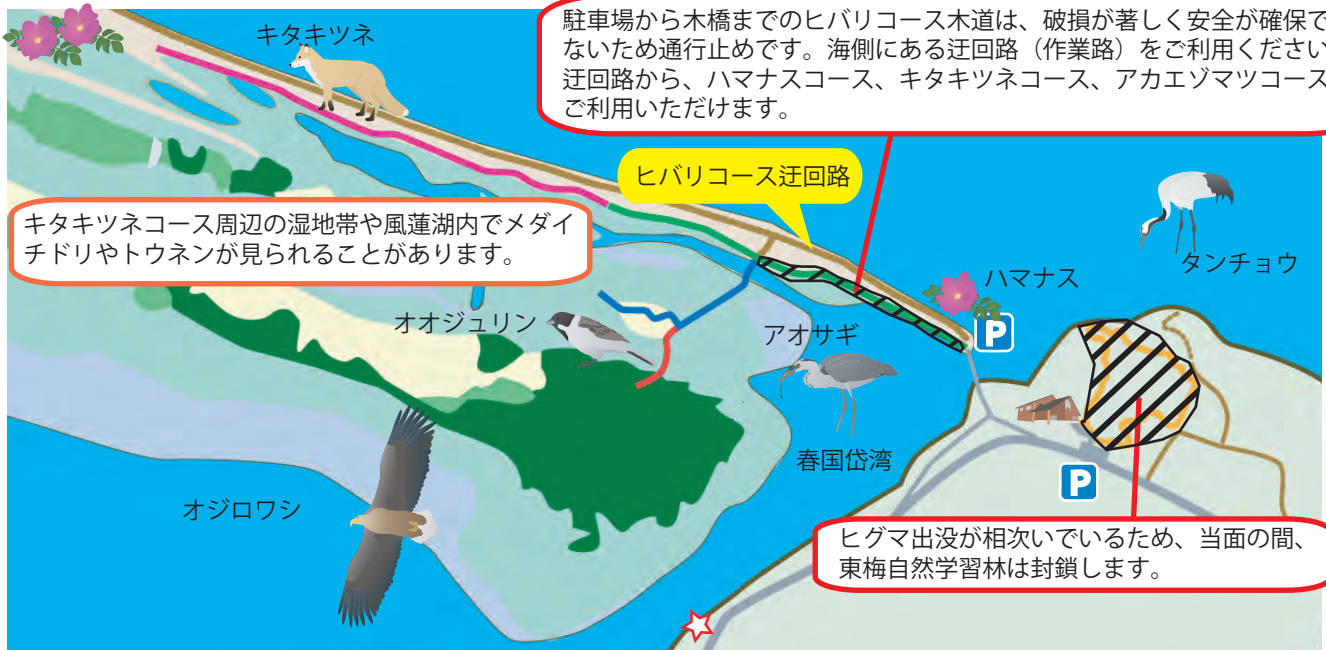 駐車場から木橋までのヒバリコース木道は、破損が著しく安全が確保で
ないため通行止めです。海側にある迂回路（作業路）をご利用ください
迂回路から、ハマナスコース、キタキツネコース、アカエゾマツコース
ご利用いただけます。
キタキツネ
ヒバリコース迂回路
キタキツネコース周辺の湿地帯や風蓮湖内でメダイ
チドリやトウネンが見られることがあります。
タンチョウ
ハマナス
オオジュリン
アオサギ
P
春国岱湾
P
オジロワシ
ヒグマ出没が相次いでいるため、当面の間、
東梅自然学習林は封鎖します。